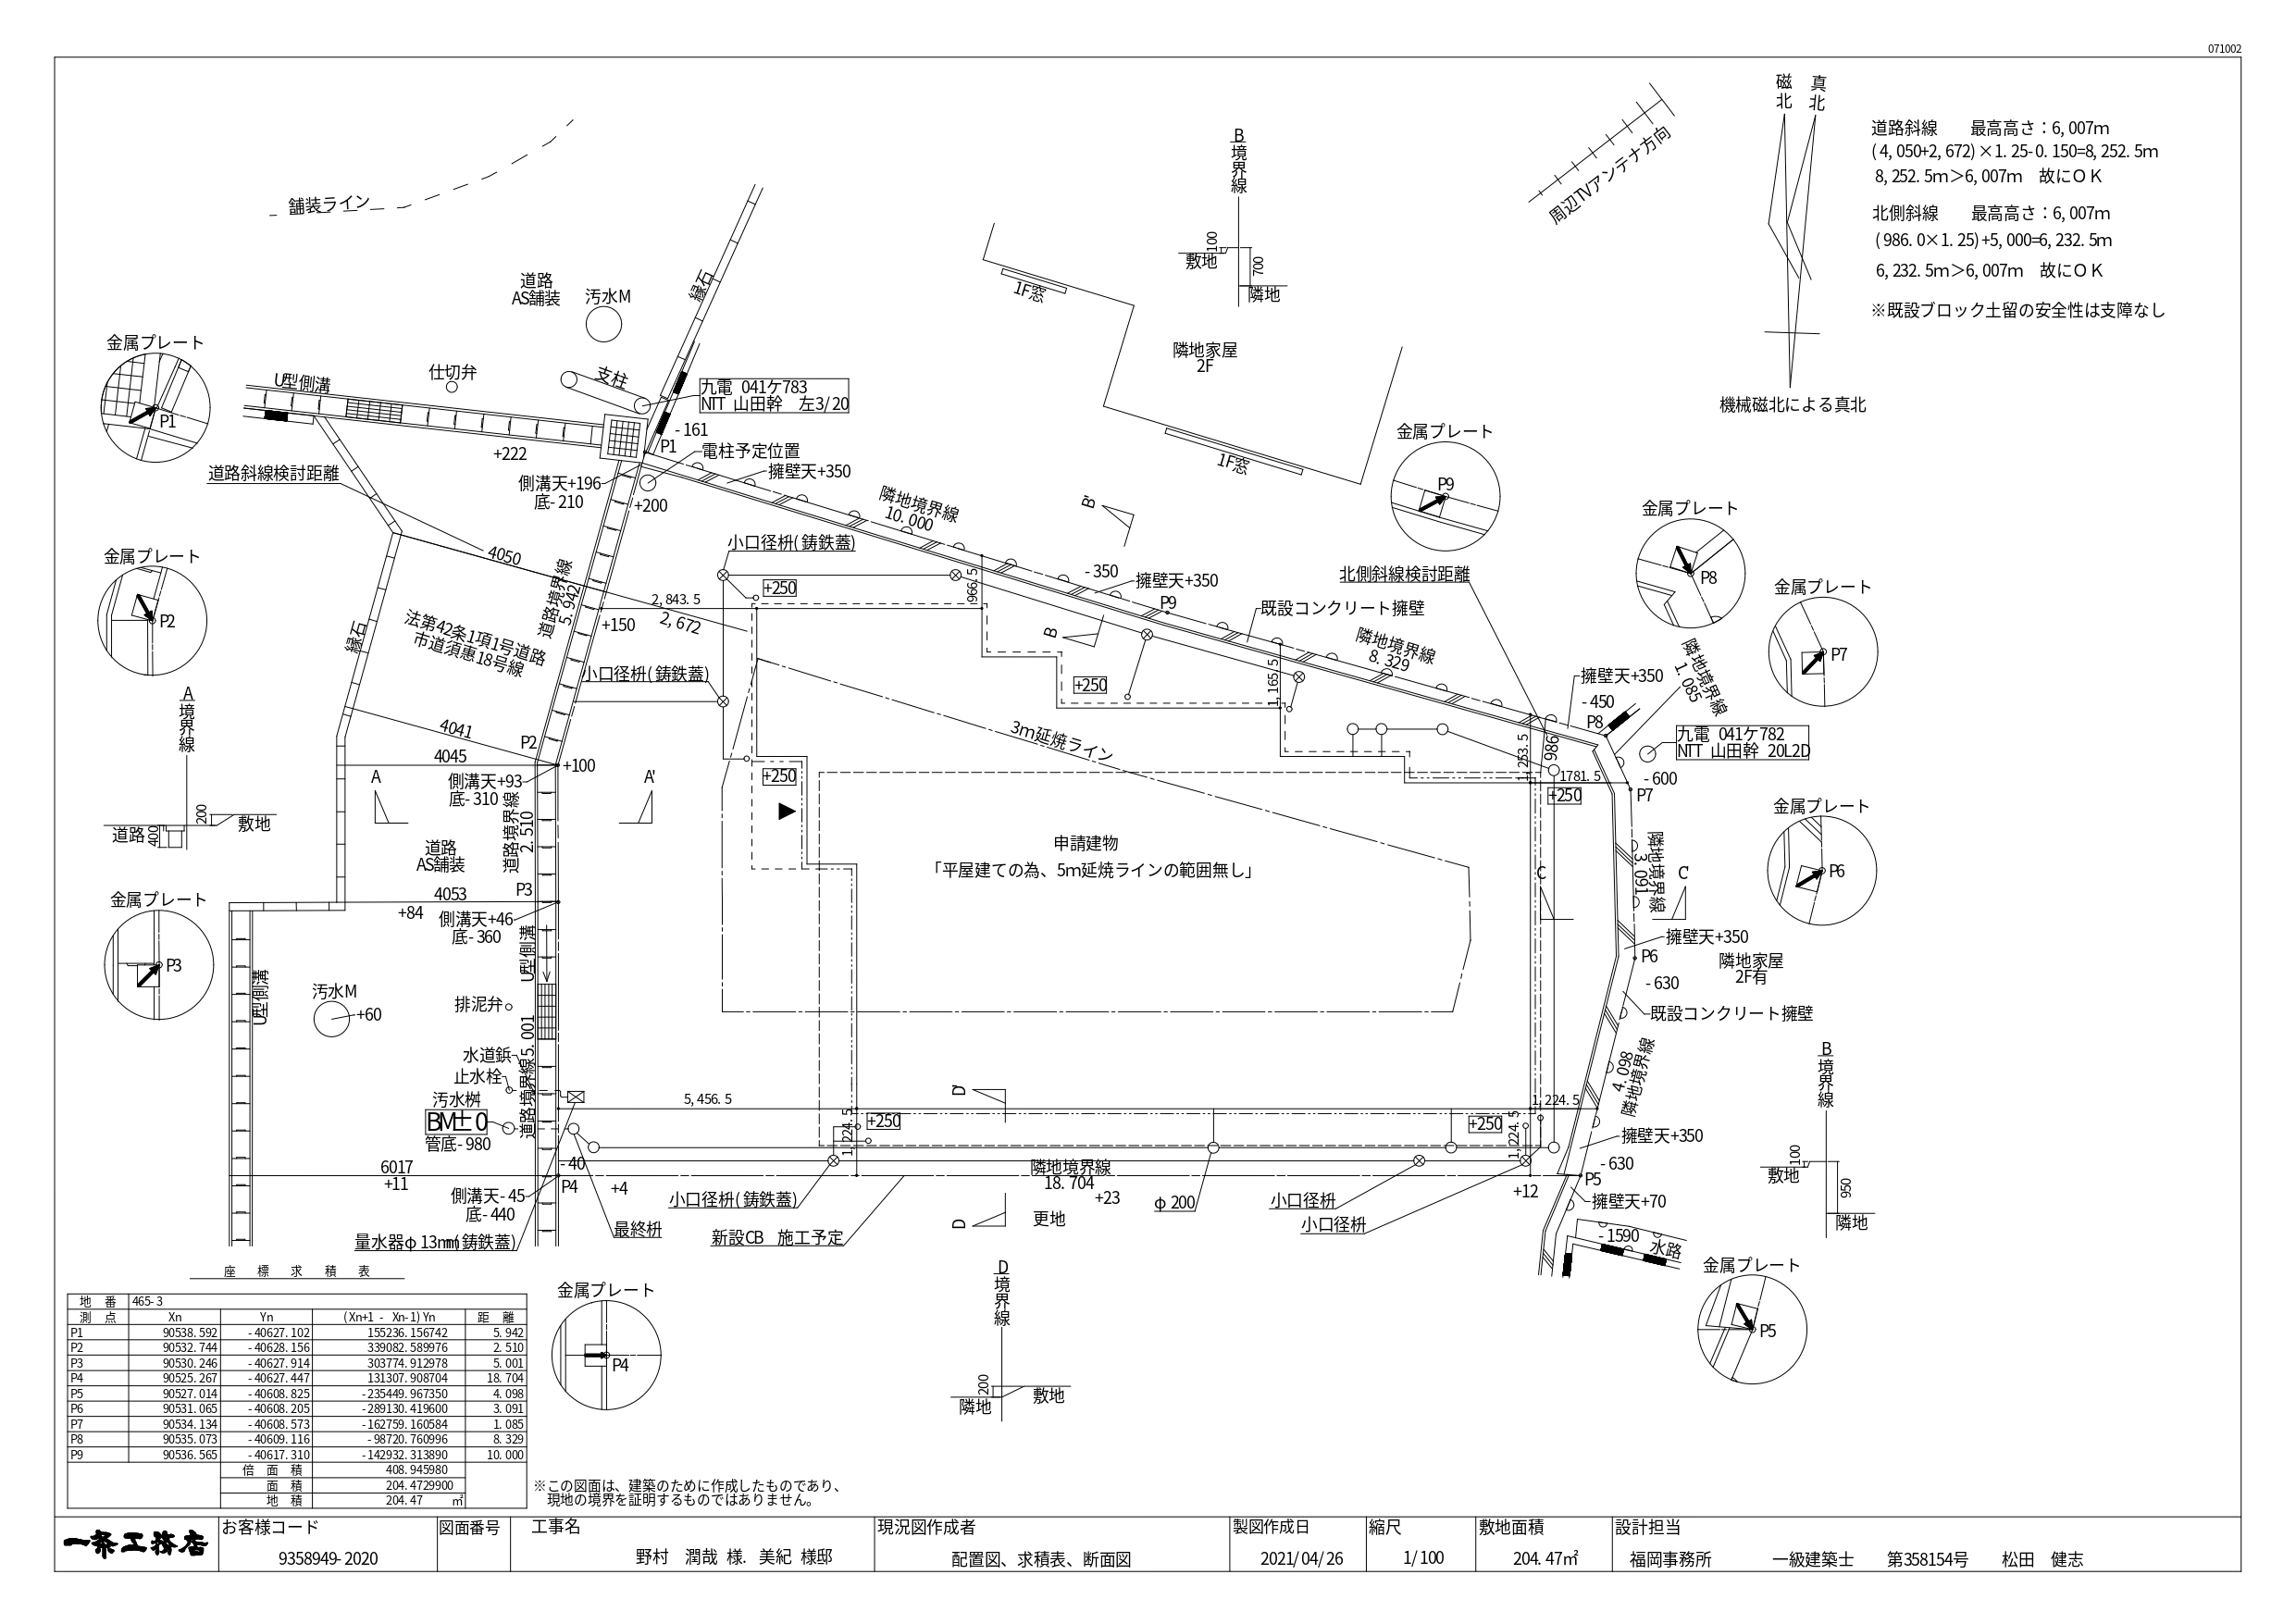 071002
磁北
真北
道路斜線　最高高さ：6,007m
(4,050+2,672)×1.25-0.150=8,252.5m
8,252.5m＞6,007m　故にＯＫ
北側斜線　最高高さ：6,007m
(986.0×1.25)+5,000=6,232.5m
6,232.5m＞6,007m　故にＯＫ
※既設ブロック土留の安全性は支障なし
機械磁北による真北
周辺TVアンテナ方向
B
境界線
100
敷地
700
隣地
舗装ライン
縁石
道路
AS舗装
汚水M
1F窓
隣地家屋
2F
1F窓
金属プレート
P1
U型側溝
仕切弁
支柱
九電 041ケ783
NTT 山田幹　左3/20
-161
P1
+222
電柱予定位置
擁壁天+350
道路斜線検討距離
側溝天+196
底-210
+200
隣地境界線
10.000
B'
金属プレート
P9
金属プレート
P8
金属プレート
P2
4050
小口径枡(鋳鉄蓋)
+250
966.5
-350
擁壁天+350
P9
北側斜線検討距離
金属プレート
P7
道路境界線
5.942
2,843.5
2,672
+150
既設コンクリート擁壁
縁石
法第42条1項1号道路
市道須恵18号線
B
隣地境界線
8.329
隣地境界線
1.085
小口径枡(鋳鉄蓋)
+250
1,165.5
擁壁天+350
-450
P8
A
境界線
200
敷地
道路
400
4041
4045
P2
+100
側溝天+93
底-310
A
A'
3m延焼ライン
+250
1,253.5
986
九電 041ケ782
NTT 山田幹 20L2D
1781.5
+250
-600
P7
道路境界線
2.510
道路
AS舗装
申請建物
「平屋建ての為、5m延焼ラインの範囲無し」
隣地境界線
3.091
C
C'
金属プレート
P6
金属プレート
P3
4053
P3
+84
側溝天+46
底-360
擁壁天+350
P6
隣地家屋
2F有
-630
既設コンクリート擁壁
U型側溝
U型側溝
汚水M
+60
排泥弁
水道鋲
止水栓
道路境界線5.001
汚水桝
BM±0
管底-980
4.098
隣地境界線
B
境界線
100
敷地
950
隣地
5,456.5
D'
1,224.5
1,224.5
+250
+250
1,224.5
擁壁天+350
-630
P5
6017
+11
-40
側溝天-45
底-440
P4
+4
隣地境界線
18.704
+23
+12
擁壁天+70
小口径枡(鋳鉄蓋)
φ200
小口径枡
小口径枡
量水器φ13mm(鋳鉄蓋)
最終枡
新設CB　施工予定
D
更地
-1590
水路
金属プレート
P5
金属プレート
P4
D
境界線
200
隣地
敷地
座標求積表
地番 465-3
測点 Xn Yn (Xn+1 - Xn-1)Yn 距離
P1 90538.592 -40627.102 155236.156742 5.942
P2 90532.744 -40628.156 339082.589976 2.510
P3 90530.246 -40627.914 303774.912978 5.001
P4 90525.267 -40627.447 131307.908704 18.704
P5 90527.014 -40608.825 -235449.967350 4.098
P6 90531.065 -40608.205 -289130.419600 3.091
P7 90534.134 -40608.573 -162759.160584 1.085
P8 90535.073 -40609.116 -98720.760996 8.329
P9 90536.565 -40617.310 -142932.313890 10.000
倍面積 408.945980
面積 204.4729900
地積 204.47 ㎡
※この図面は、建築のために作成したものであり、
現地の境界を証明するものではありません。
一条工務店
お客様コード
9358949-2020
図面番号
工事名
野村　潤哉 様. 美紀 様邸
現況図作成者
配置図、求積表、断面図
製図作成日
2021/04/26
縮尺
1/100
敷地面積
204.47㎡
設計担当
福岡事務所　一級建築士　第358154号　松田　健志